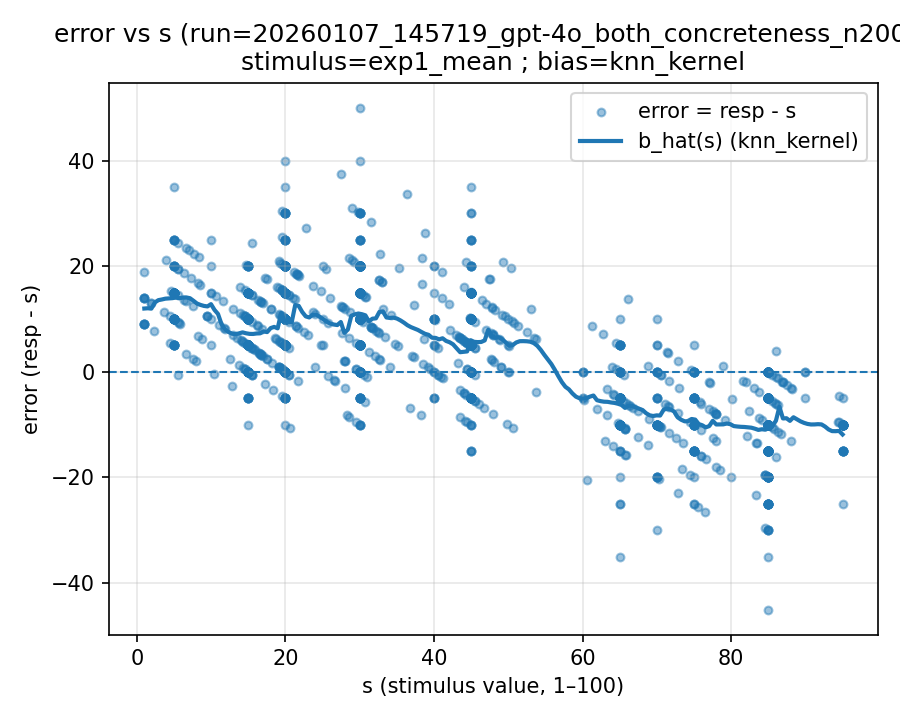 error vs s (run=20260107_145719_gpt-4o_both_concreteness_n200
stimulus=exp1_mean ; bias=knn_kernel
error = resp - s
b_hat(s) (knn_kernel)
error (resp - s)
40
20
0
−20
−40
0
20
40
60
80
s (stimulus value, 1–100)